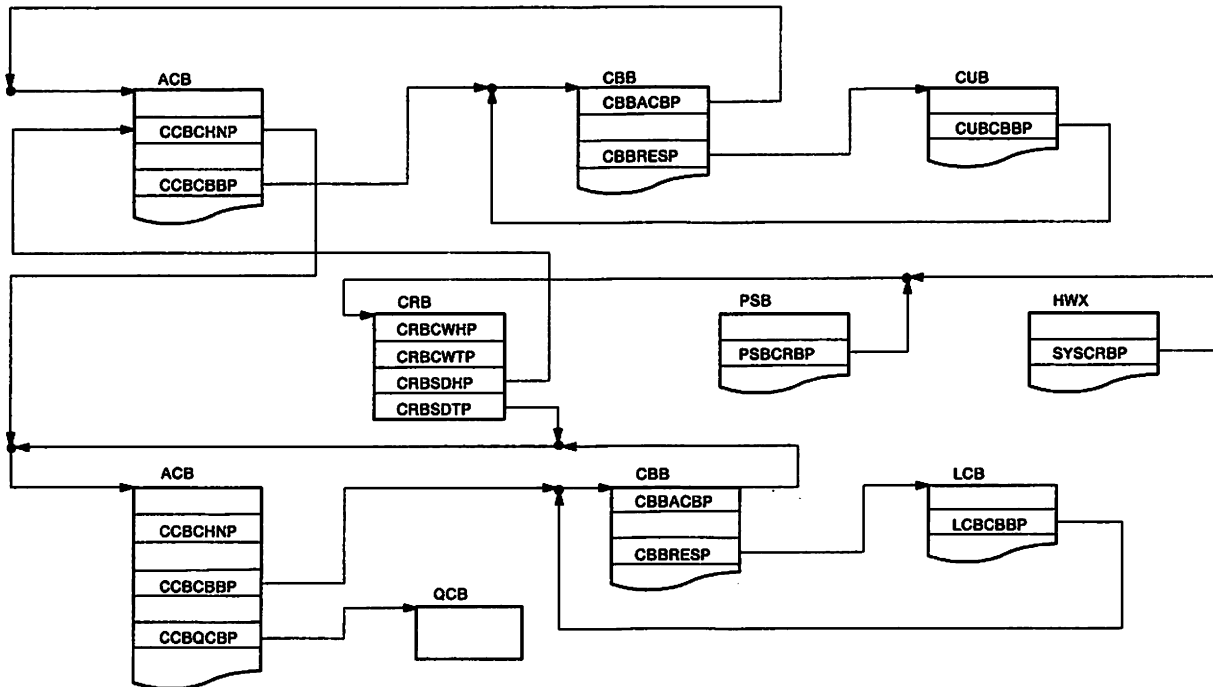 ACB
CCBCHNP
CCBCBBP
CBB
CBBACBP
CBBRESP
CUB
CUBCBBP
CRB
CRBCWHP
CRBCWTP
CRBSDHP
CRBSDTP
PSB
PSBCRBP
HWX
SYSCRBP
ACB
CCBCHNP
CCBCBBP
CCBQCBP
QCB
CBB
CBBACBP
CBBRESP
LCB
LCBCBBP